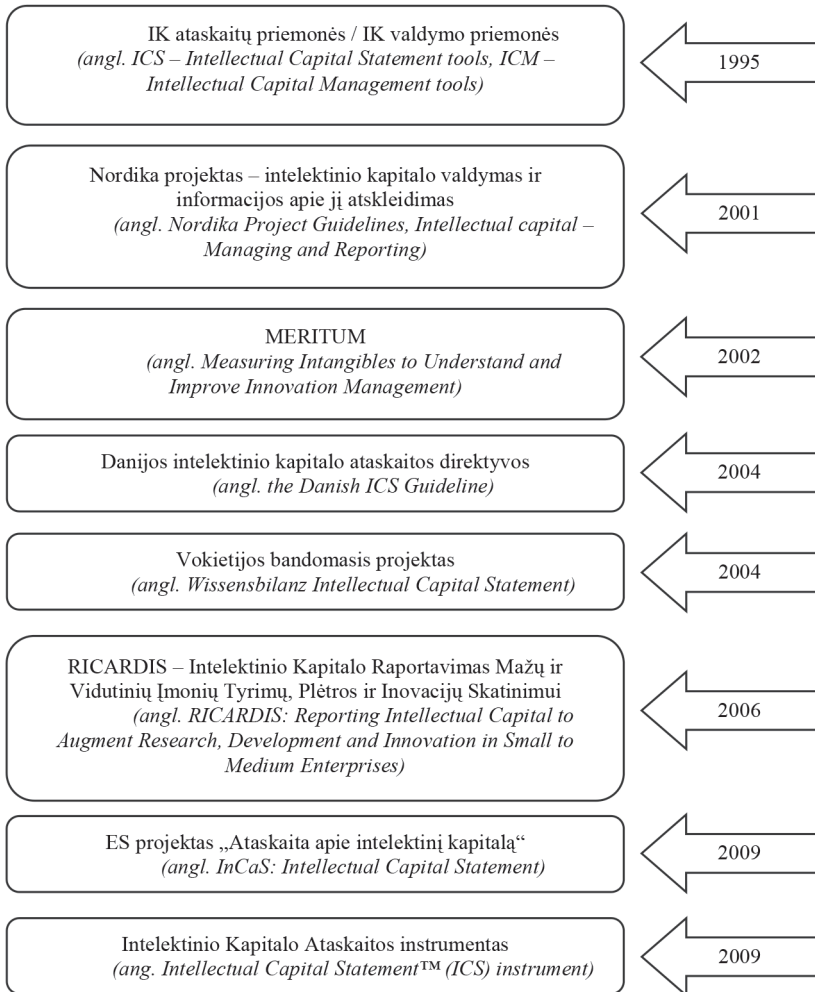 IK ataskaitų priemonės / IK valdymo priemonės
(angl. ICS – Intellectual Capital Statement tools, ICM –
Intellectual Capital Management tools)
1995
Nordika projektas – intelektinio kapitalo valdymas ir
informacijos apie jį atskleidimas
(angl. Nordika Project Guidelines, Intellectual capital –
Managing and Reporting)
2001
MERITUM
(angl. Measuring Intangibles to Understand and
Improve Innovation Management)
2002
Danijos intelektinio kapitalo ataskaitos direktyvos
(angl. the Danish ICS Guideline)
2004
Vokietijos bandomasis projektas
(angl. Wissensbilanz Intellectual Capital Statement)
2004
RICARDIS – Intelektinio Kapitalo Raportavimas Mažų ir
Vidutinių Įmonių Tyrimų, Plėtros ir Inovacijų Skatinimui
(angl. RICARDIS: Reporting Intellectual Capital to
Augment Research, Development and Innovation in Small to
Medium Enterprises)
2006
ES projektas „Ataskaita apie intelektinį kapitalą“
(angl. InCaS: Intellectual Capital Statement)
2009
Intelektinio Kapitalo Ataskaitos instrumentas
(ang. Intellectual Capital Statement™ (ICS) instrument)
2009